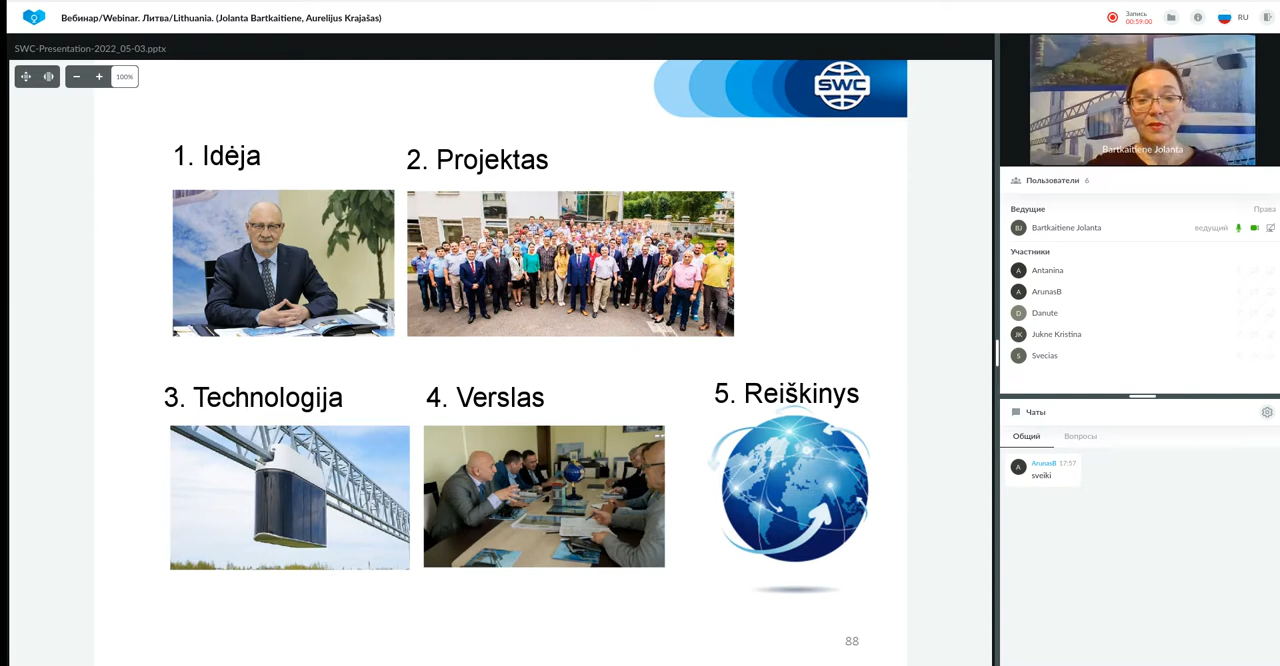 Вебинар/Webinar. Литва/Lithuania. (Jolanta Bartkaitiene, Aurelijus Krajašas)
Запись
00:59:00
RU
SWC-Presentation-2022_05-03.pptx
100%
SWC
1. Idėja
2. Projektas
3. Technologija
4. Verslas
5. Reiškinys
88
Bartkaitiene Jolanta
Пользователи 6
Ведущие Права
BJ Bartkaitiene Jolanta ведущий
Участники
A Antanina
A ArunasB
D Danute
JK Jukne Kristina
S Svecias
Чаты
Общий Вопросы
A ArunasB 17:57
sveiki